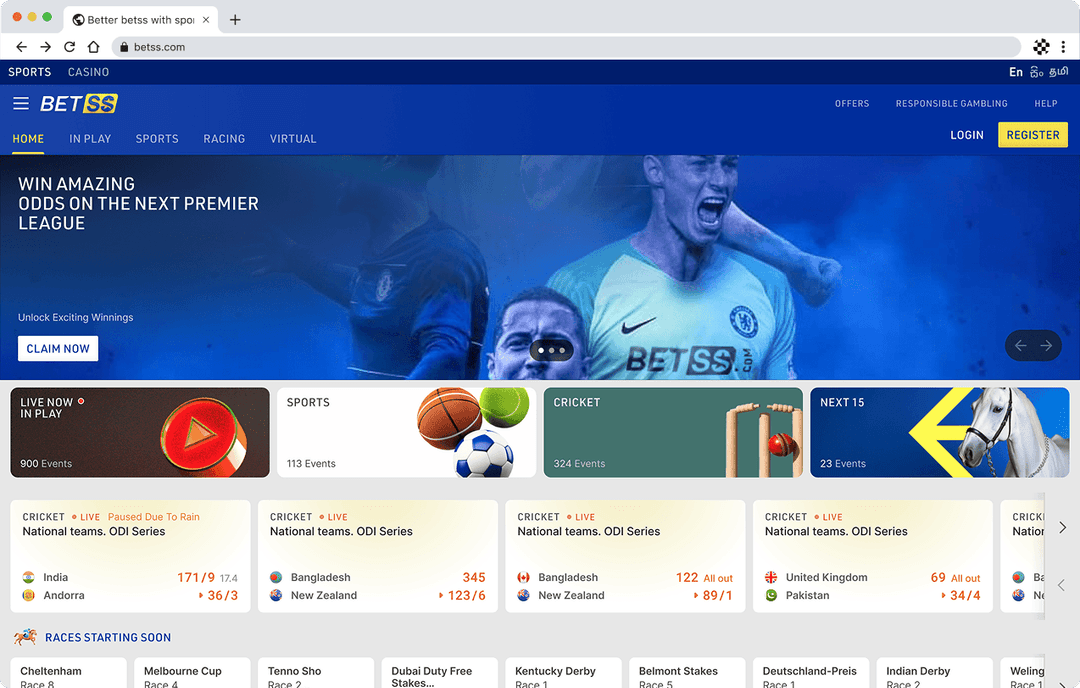 Better betss with spo
betss.com
SPORTS CASINO
En සිං தமி
BETSS
OFFERS RESPONSIBLE GAMBLING HELP
HOME IN PLAY SPORTS RACING VIRTUAL
LOGIN REGISTER
WIN AMAZING
ODDS ON THE NEXT PREMIER
LEAGUE
Unlock Exciting Winnings
CLAIM NOW
BETSS.COM
LIVE NOW
IN PLAY
900 Events
SPORTS
113 Events
CRICKET
324 Events
NEXT 15
23 Events
CRICKET LIVE Paused Due To Rain
National teams. ODI Series
India 171/9 17.4
Andorra 36/3
CRICKET LIVE
National teams. ODI Series
Bangladesh 345
New Zealand 123/6
CRICKET LIVE
National teams. ODI Series
Bangladesh 122 All out
New Zealand 89/1
CRICKET LIVE
National teams. ODI Series
United Kingdom 69 All out
Pakistan 34/4
CRICK
Nation
Ba
Ne
RACES STARTING SOON
Cheltenham
Race 8
Melbourne Cup
Race 4
Tenno Sho
Race 2
Dubai Duty Free
Stakes...
Kentucky Derby
Race 1
Belmont Stakes
Race 5
Deutschland-Preis
Race 1
Indian Derby
Race 2
Weling
Race 1